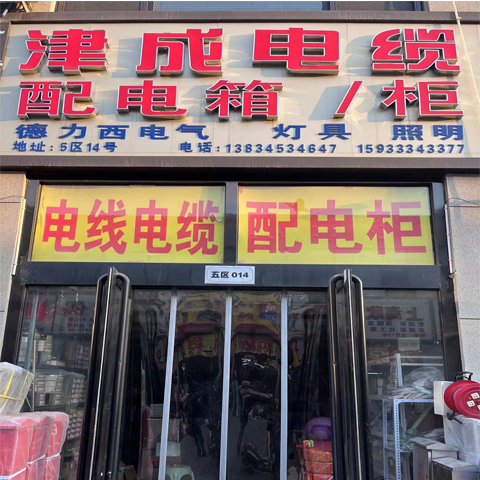 津成电缆
配电箱/柜
德力西电气 灯具 照明
地址:5区14号 电话:13834534647 15933343377
电线电缆 配电柜
五区 014